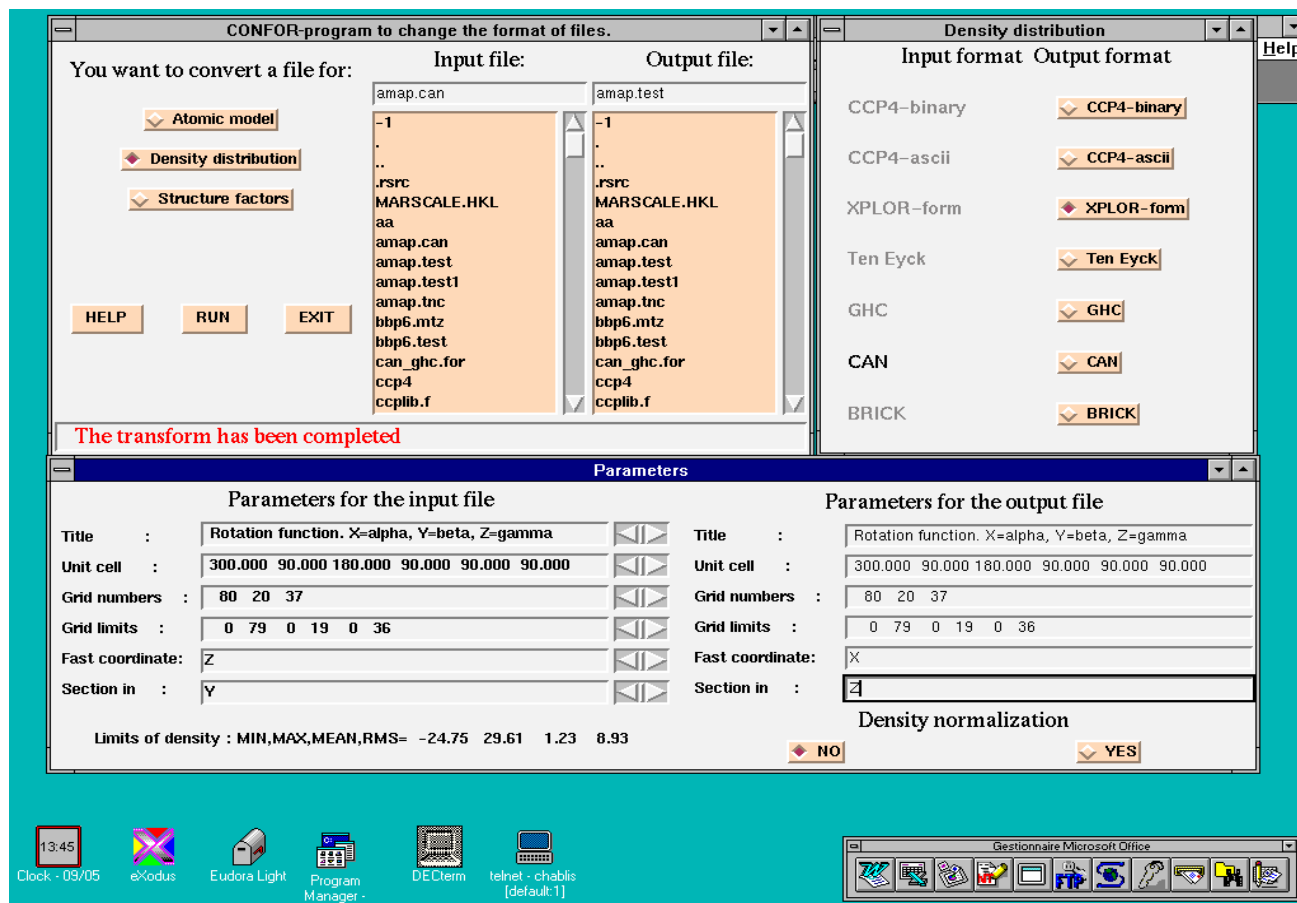 CONFOR-program to change the format of files.
You want to convert a file for:
Atomic model
Density distribution
Structure factors
HELP RUN EXIT
Input file:
amap.can
-1
.
..
.rsrc
MARSCALE.HKL
aa
amap.can
amap.test
amap.test1
amap.tnc
bbp6.mtz
bbp6.test
can_ghc.for
ccp4
ccplib.f
Output file:
amap.test
-1
.
..
.rsrc
MARSCALE.HKL
aa
amap.can
amap.test
amap.test1
amap.tnc
bbp6.mtz
bbp6.test
can_ghc.for
ccp4
ccplib.f
The transform has been completed
Density distribution
Input format Output format
CCP4-binary CCP4-binary
CCP4-ascii CCP4-ascii
XPLOR-form XPLOR-form
Ten Eyck Ten Eyck
GHC GHC
CAN CAN
BRICK BRICK
Help
Parameters
Parameters for the input file
Title : Rotation function. X=alpha, Y=beta, Z=gamma
Unit cell : 300.000 90.000 180.000 90.000 90.000 90.000
Grid numbers : 80 20 37
Grid limits : 0 79 0 19 0 36
Fast coordinate: Z
Section in : Y
Limits of density : MIN,MAX,MEAN,RMS= -24.75 29.61 1.23 8.93
Parameters for the output file
Title : Rotation function. X=alpha, Y=beta, Z=gamma
Unit cell : 300.000 90.000 180.000 90.000 90.000 90.000
Grid numbers : 80 20 37
Grid limits : 0 79 0 19 0 36
Fast coordinate: X
Section in : Z
Density normalization
NO YES
13:45
Clock - 09/05
eXodus
Eudora Light
Program
Manager -
DECterm
telnet - chablis
[default:1]
Gestionnaire Microsoft Office
FTP